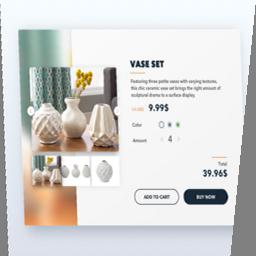 VASE SET
Featuring three petite vases with varying textures,
this chic ceramic vase set brings the right amount of
sculptural drama to a surface display.
9.99$
Color
Amount
4
Total
39.96$
ADD TO CART
BUY NOW